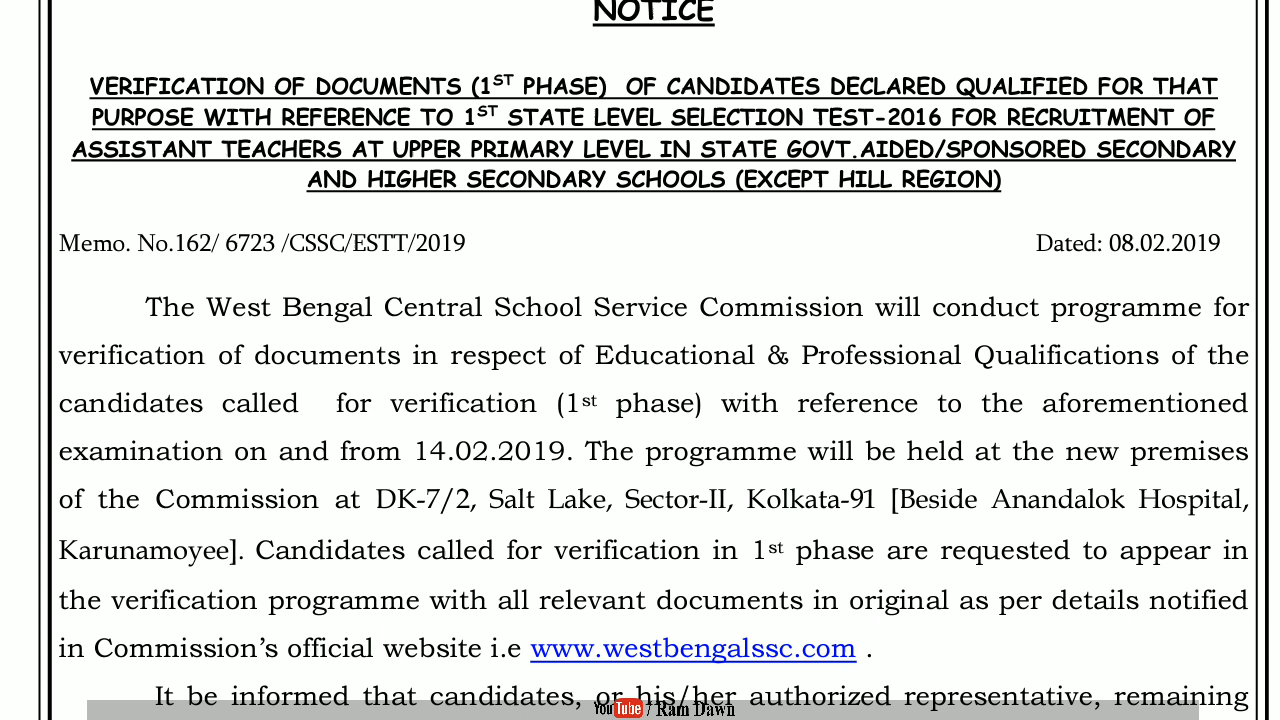 NOTICE
VERIFICATION OF DOCUMENTS (1ST PHASE) OF CANDIDATES DECLARED QUALIFIED FOR THAT
PURPOSE WITH REFERENCE TO 1ST STATE LEVEL SELECTION TEST-2016 FOR RECRUITMENT OF
ASSISTANT TEACHERS AT UPPER PRIMARY LEVEL IN STATE GOVT.AIDED/SPONSORED SECONDARY
AND HIGHER SECONDARY SCHOOLS (EXCEPT HILL REGION)
Memo. No.162/ 6723 /CSSC/ESTT/2019 Dated: 08.02.2019
The West Bengal Central School Service Commission will conduct programme for
verification of documents in respect of Educational & Professional Qualifications of the
candidates called for verification (1st phase) with reference to the aforementioned
examination on and from 14.02.2019. The programme will be held at the new premises
of the Commission at DK-7/2, Salt Lake, Sector-II, Kolkata-91 [Beside Anandalok Hospital,
Karunamoyee]. Candidates called for verification in 1st phase are requested to appear in
the verification programme with all relevant documents in original as per details notified
in Commission's official website i.e www.westbengalssc.com .
It be informed that candidates, or his/her authorized representative, remaining
YouTube / Ram Dawn